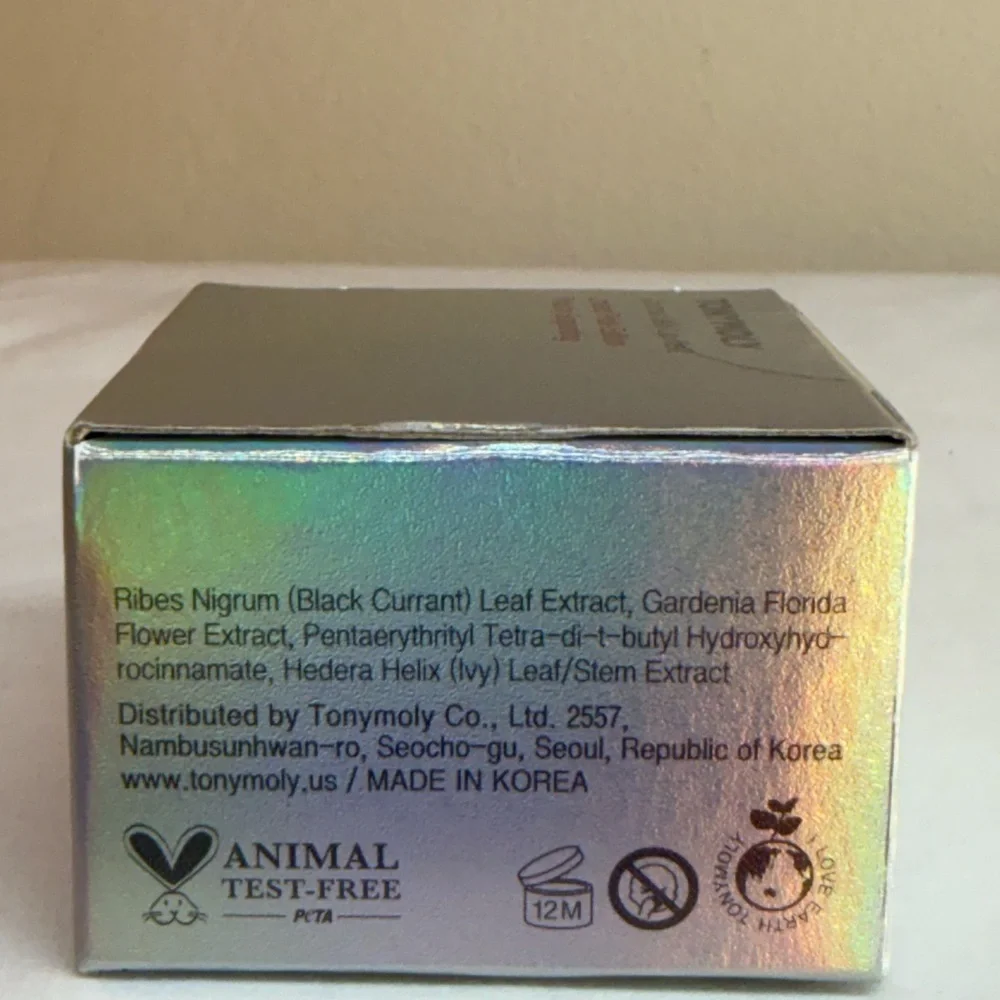 TONYMOLY
Ribes Nigrum (Black Currant) Leaf Extract, Gardenia Florida
Flower Extract, Pentaerythrityl Tetra-di-t-butyl Hydroxyhyd-
rocinnamate, Hedera Helix (Ivy) Leaf/Stem Extract
Distributed by Tonymoly Co., Ltd. 2557,
Nambusunhwan-ro, Seocho-gu, Seoul, Republic of Korea
www.tonymoly.us / MADE IN KOREA
ANIMAL
TEST-FREE
PETA
12M
TONYMOLY I LOVE EARTH